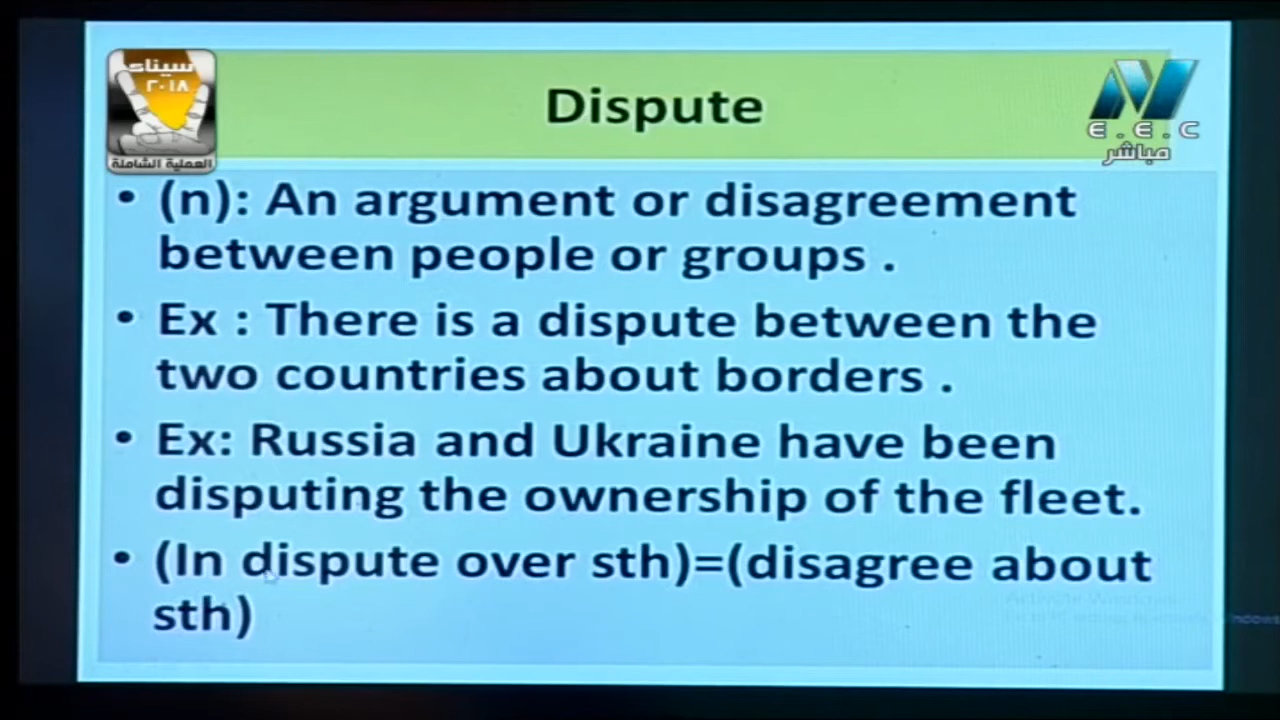 سيناء
٢٠١٨
العملية الشاملة
Dispute
E.E.C
مباشر
• (n): An argument or disagreement
between people or groups .
• Ex : There is a dispute between the
two countries about borders .
• Ex: Russia and Ukraine have been
disputing the ownership of the fleet.
• (In dispute over sth)=(disagree about
sth)